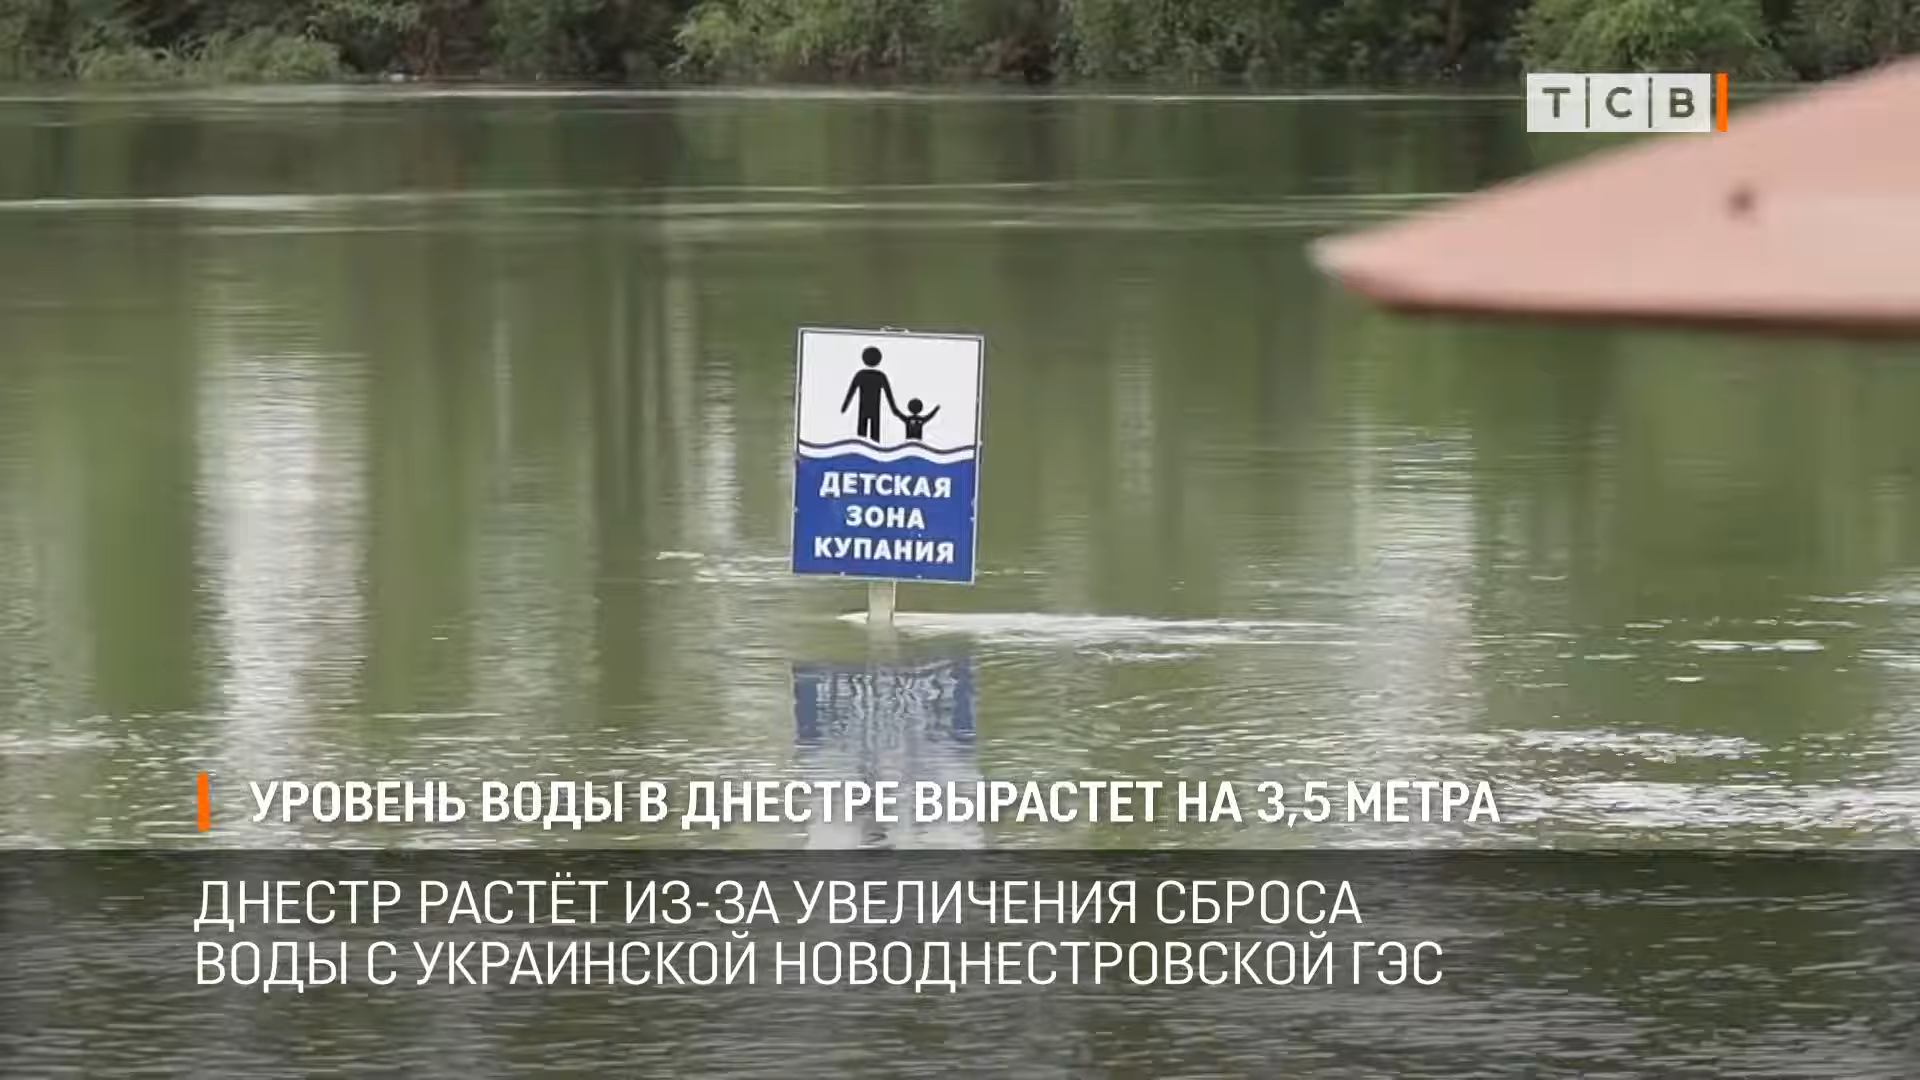 ТСВ
ДЕТСКАЯ
ЗОНА
КУПАНИЯ
УРОВЕНЬ ВОДЫ В ДНЕСТРЕ ВЫРАСТЕТ НА 3,5 МЕТРА
ДНЕСТР РАСТЁТ ИЗ-ЗА УВЕЛИЧЕНИЯ СБРОСА
ВОДЫ С УКРАИНСКОЙ НОВОДНЕСТРОВСКОЙ ГЭС